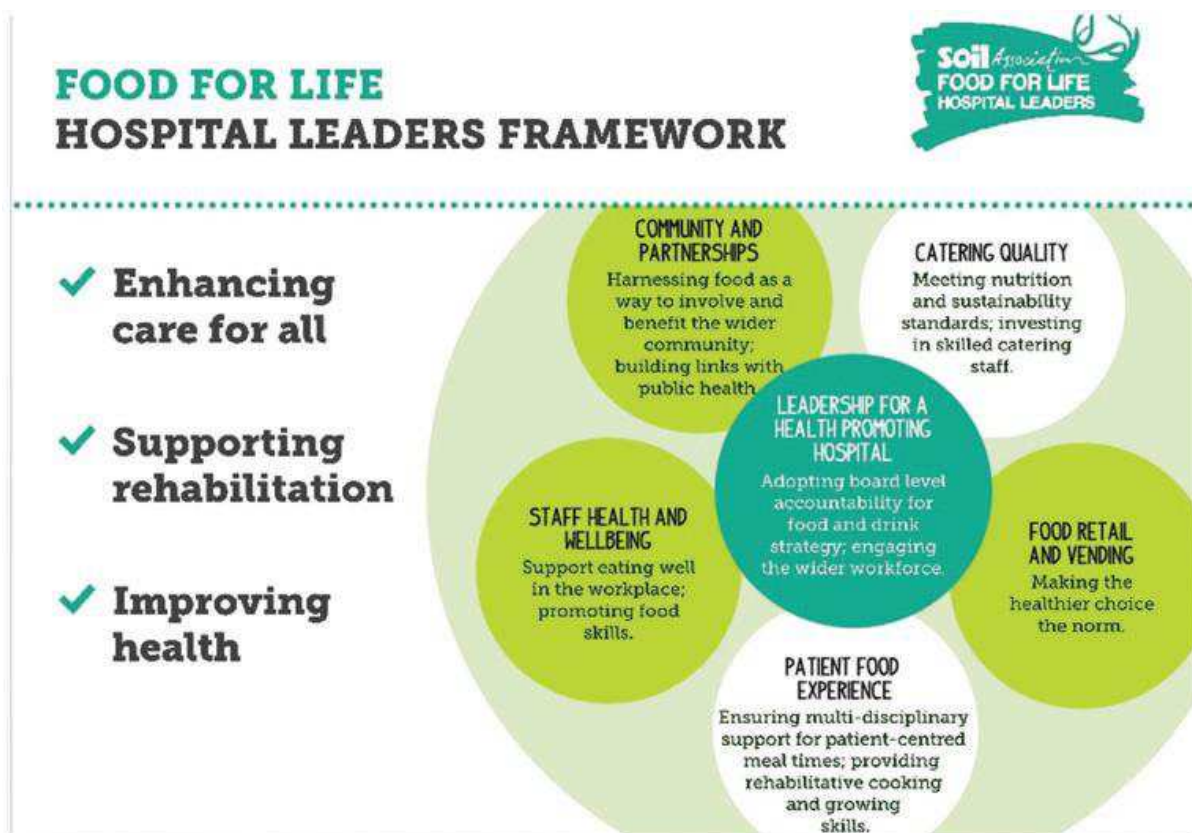 FOOD FOR LIFE
HOSPITAL LEADERS FRAMEWORK
Soil Association
FOOD FOR LIFE
HOSPITAL LEADERS
Enhancing
care for all
Supporting
rehabilitation
Improving
health
COMMUNITY AND
PARTNERSHIPS
Harnessing food as a
way to involve and
benefit the wider
community;
building links with
public health.
CATERING QUALITY
Meeting nutrition
and sustainability
standards; investing
in skilled catering
staff.
LEADERSHIP FOR A
HEALTH PROMOTING
HOSPITAL
Adopting board level
accountability for
food and drink
strategy; engaging
the wider workforce.
STAFF HEALTH AND
WELLBEING
Support eating well
in the workplace;
promoting food
skills.
FOOD RETAIL
AND VENDING
Making the
healthier choice
the norm.
PATIENT FOOD
EXPERIENCE
Ensuring multi-disciplinary
support for patient-centred
meal times; providing
rehabilitative cooking
and growing
skills.